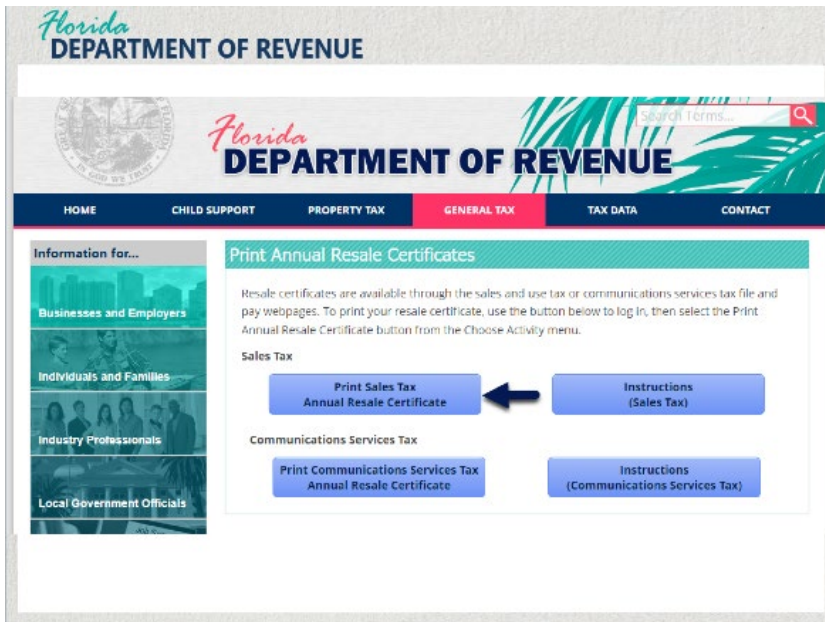 Florida
DEPARTMENT OF REVENUE
Florida
DEPARTMENT OF REVENUE
Search Terms...
HOME
CHILD SUPPORT
PROPERTY TAX
GENERAL TAX
TAX DATA
CONTACT
Information for...
Businesses and Employers
Individuals and Families
Industry Professionals
Local Government Officials
Print Annual Resale Certificates
Resale certificates are available through the sales and use tax or communications services tax file and
pay webpages. To print your resale certificate, use the button below to log in, then select the Print
Annual Resale Certificate button from the Choose Activity menu.
Sales Tax
Print Sales Tax
Annual Resale Certificate
Instructions
(Sales Tax)
Communications Services Tax
Print Communications Services Tax
Annual Resale Certificate
Instructions
(Communications Services Tax)